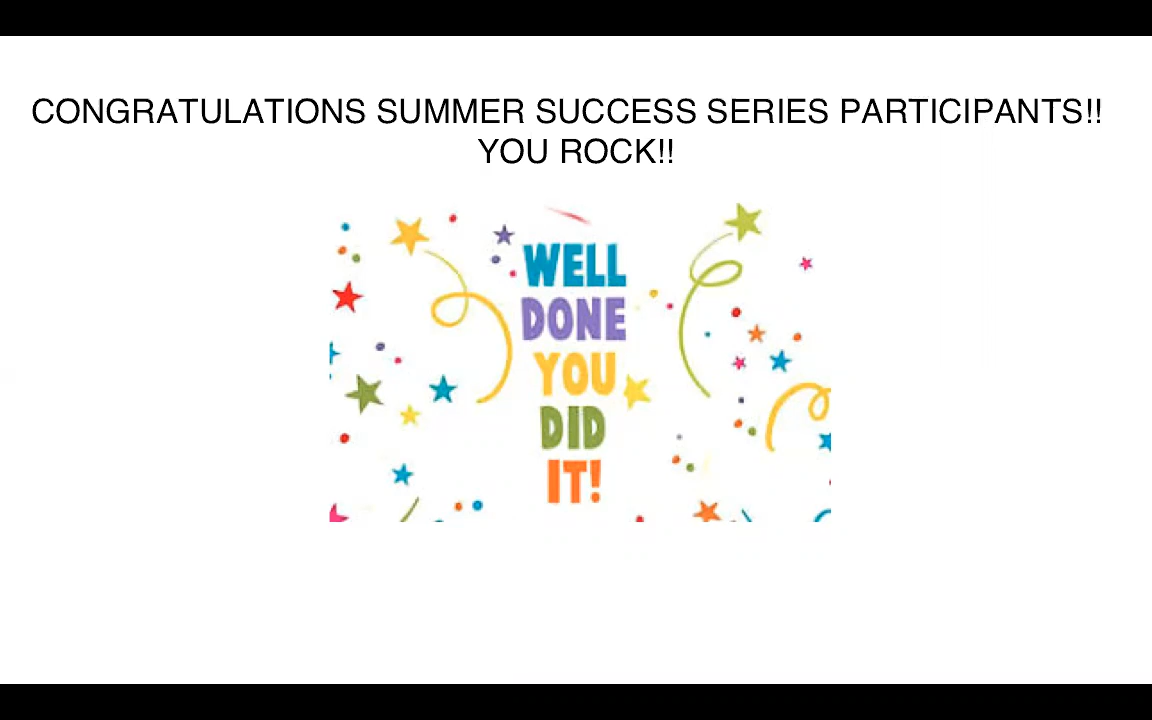 CONGRATULATIONS SUMMER SUCCESS SERIES PARTICIPANTS!!
YOU ROCK!!
WELL
DONE
YOU
DID
IT!